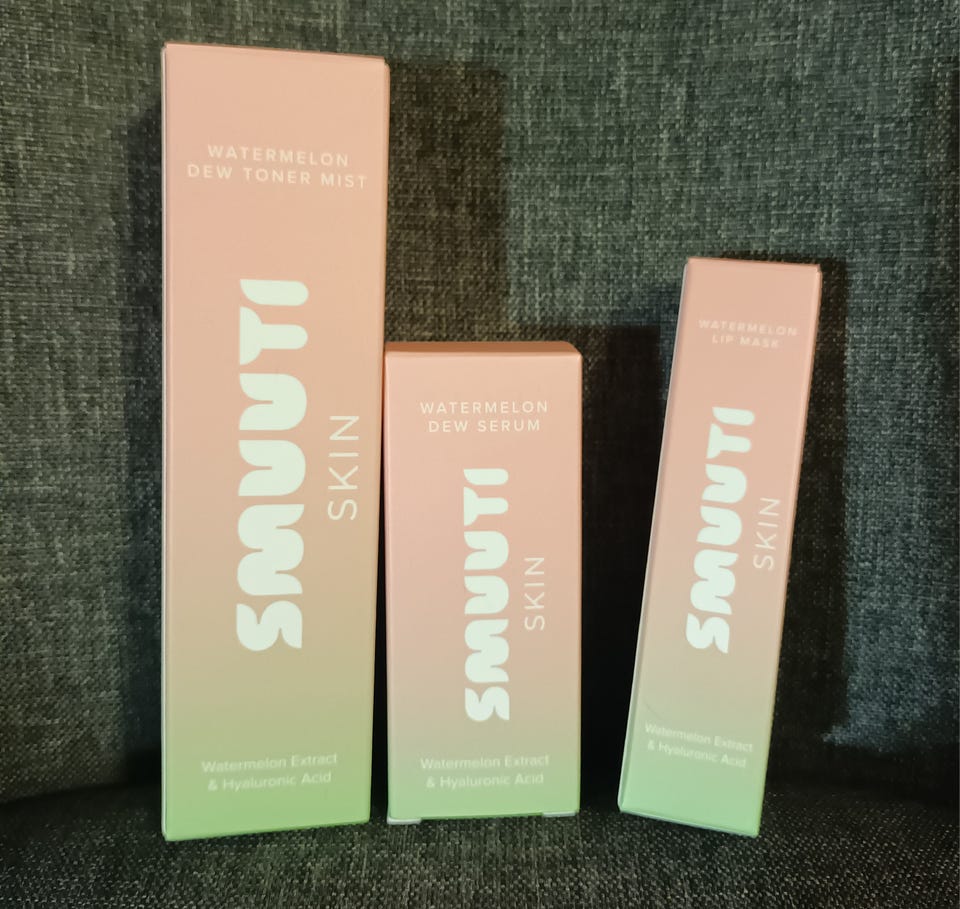 WATERMELON
DEW TONER MIST
SMUUTI
SKIN
Watermelon Extract
& Hyaluronic Acid
WATERMELON
DEW SERUM
SMUUTI
SKIN
Watermelon Extract
& Hyaluronic Acid
WATERMELON
LIP MASK
SMUUTI
SKIN
Watermelon Extract
& Hyaluronic Acid